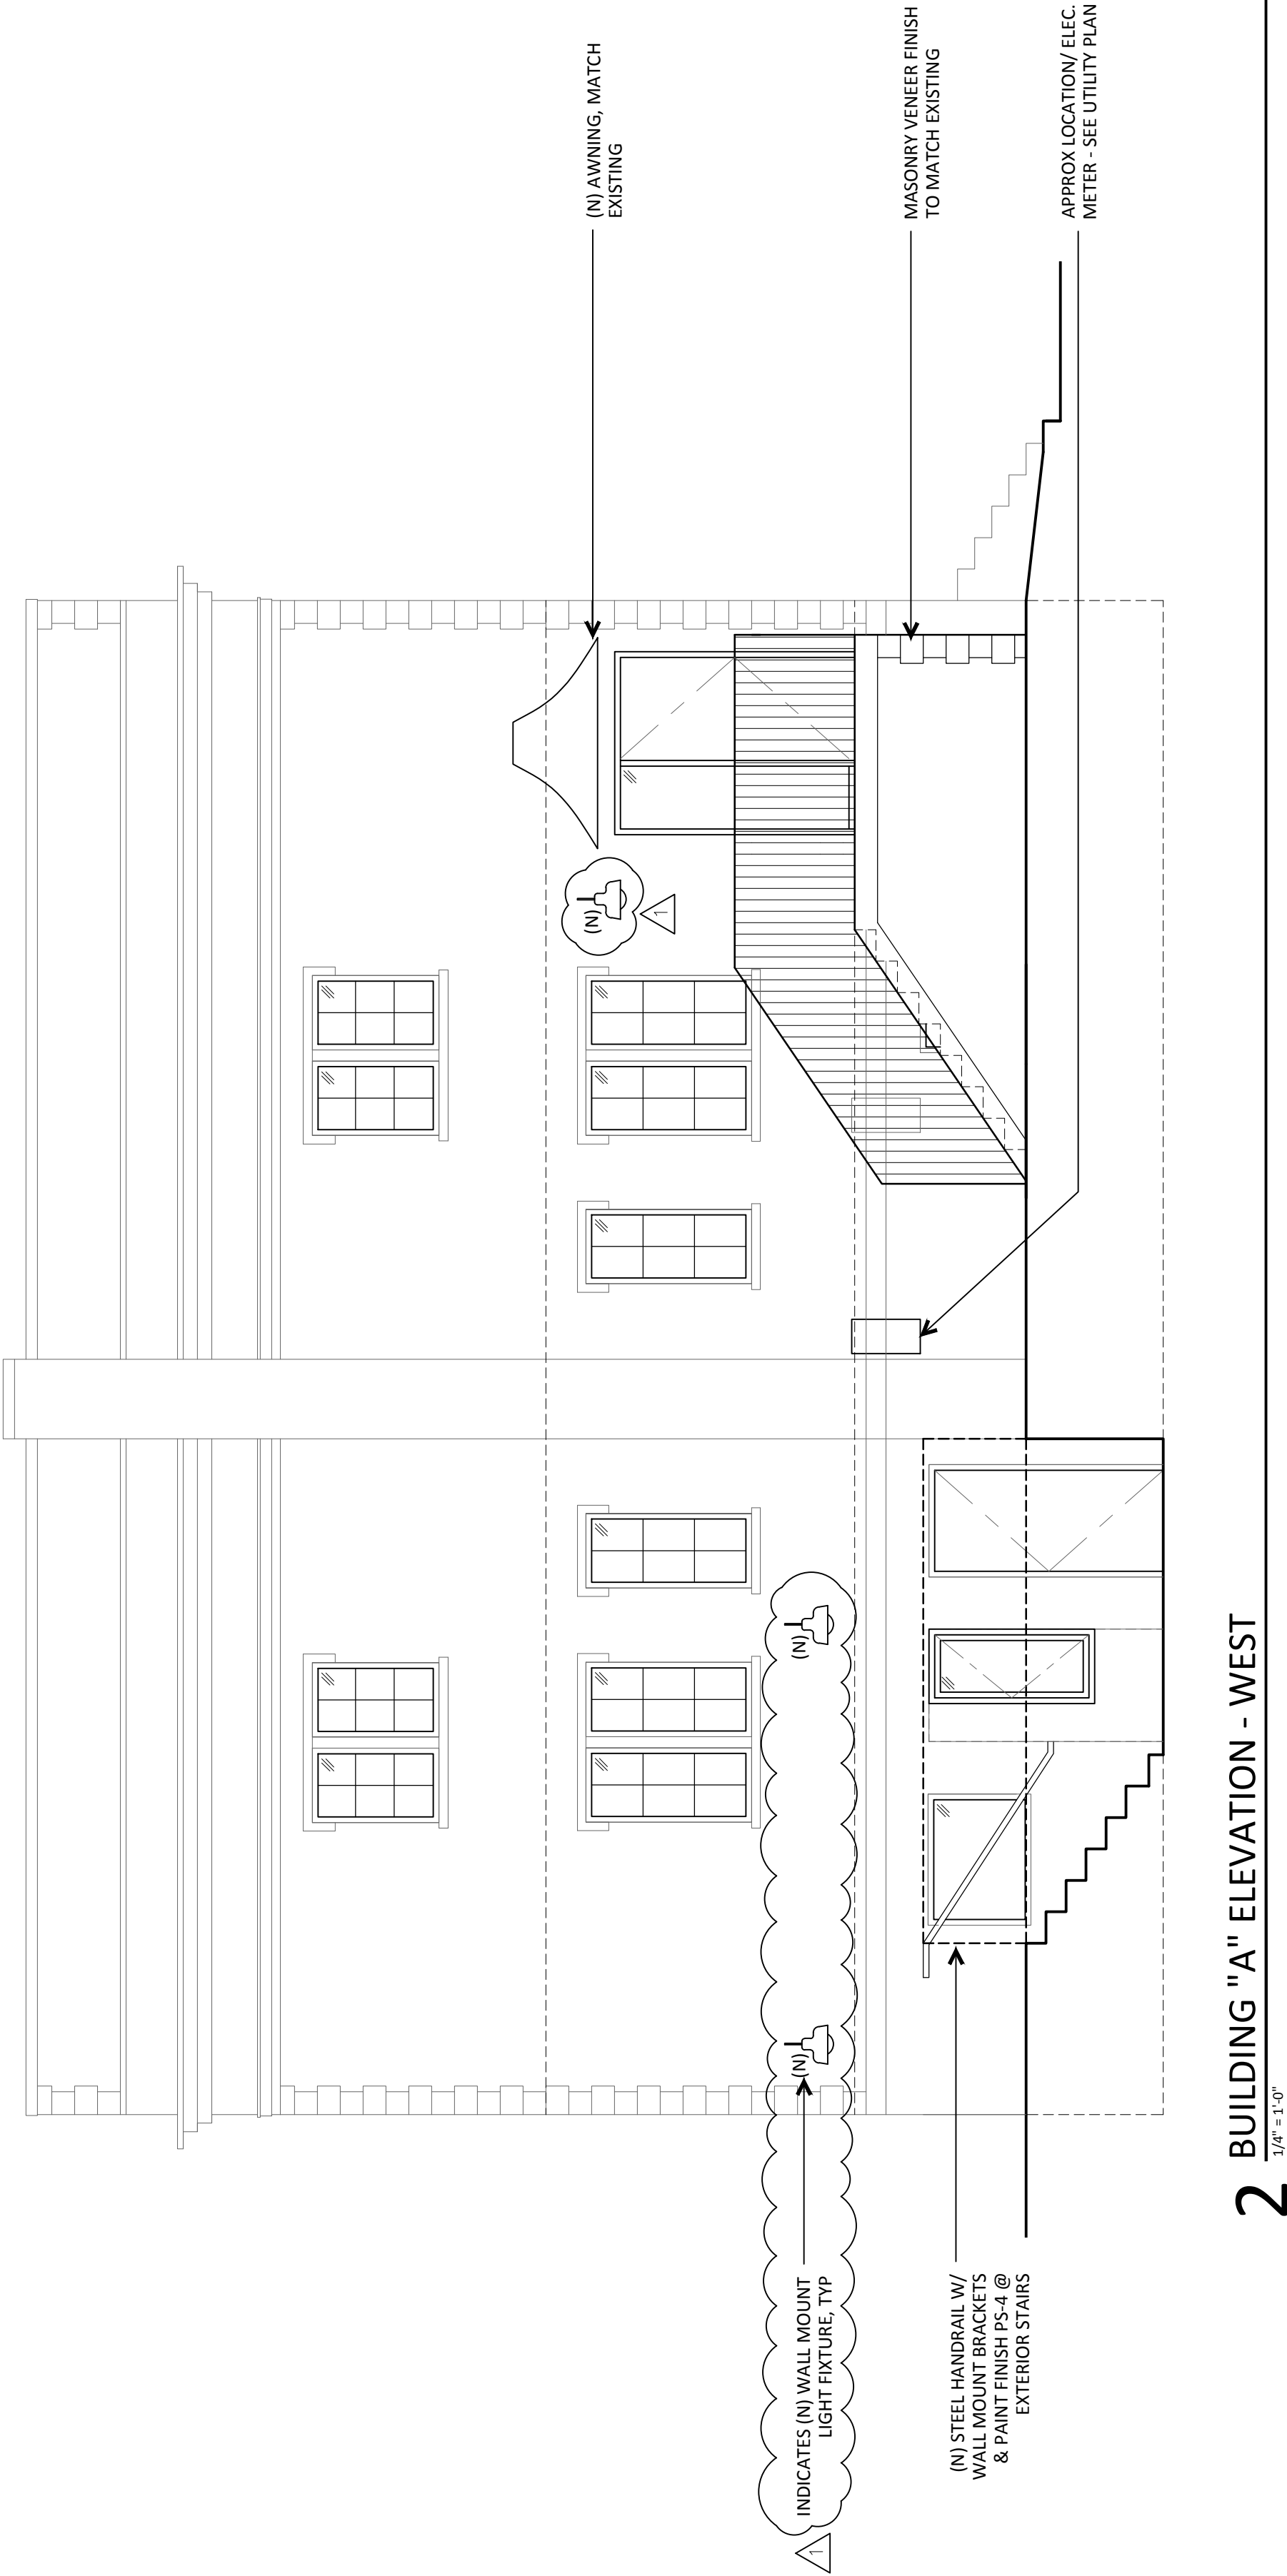 (N) AWNING, MATCH
EXISTING
(N)
1
(N)
(N)
INDICATES (N) WALL MOUNT
LIGHT FIXTURE, TYP
1
MASONRY VENEER FINISH
TO MATCH EXISTING
(N) STEEL HANDRAIL W/
WALL MOUNT BRACKETS
& PAINT FINISH PS-4 @
EXTERIOR STAIRS
APPROX LOCATION/ ELEC.
METER - SEE UTILITY PLAN
2 BUILDING "A" ELEVATION - WEST
1/4" = 1'-0"